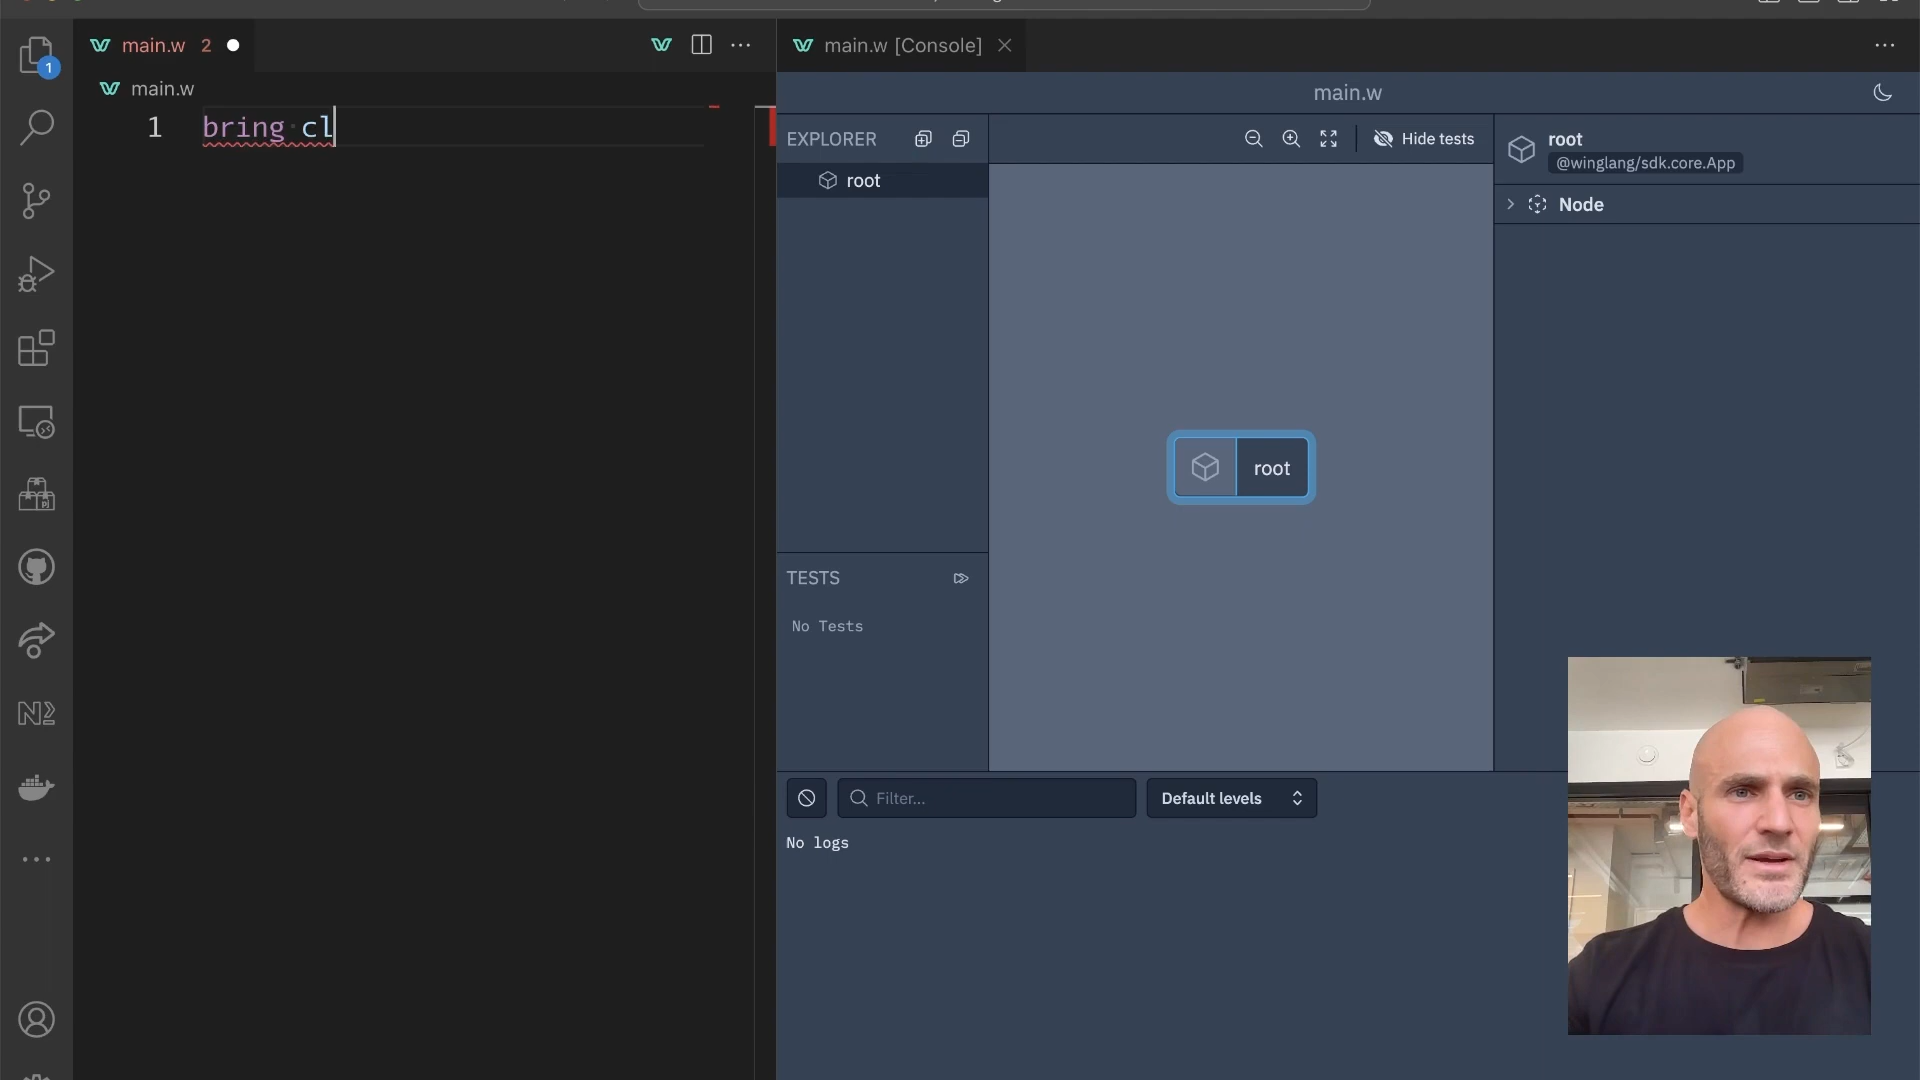 main.w 2
main.w [Console]
main.w
1 bring cl
main.w
EXPLORER
Hide tests
root
root
@winglang/sdk.core.App
Node
root
TESTS
No Tests
Filter...
Default levels
No logs
1